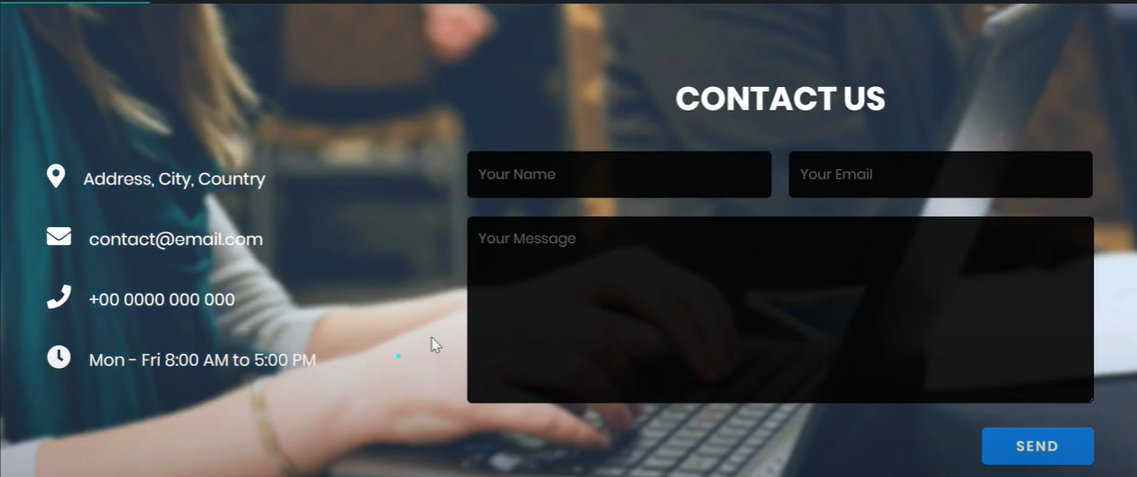 CONTACT US
Address, City, Country
contact@email.com
+00 0000 000 000
Mon - Fri 8:00 AM to 5:00 PM
Your Name
Your Email
Your Message
SEND